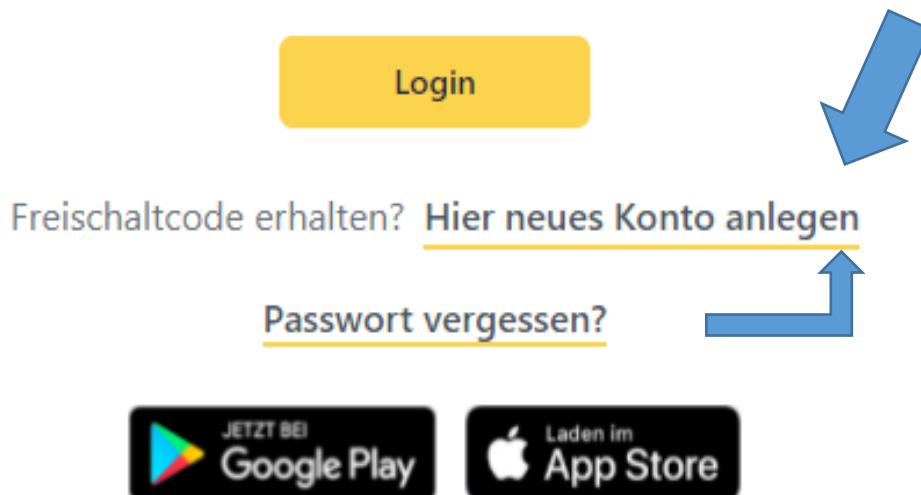 Login
Freischaltcode erhalten? Hier neues Konto anlegen
Passwort vergessen?
JETZT BEI
Google Play
Laden im
App Store